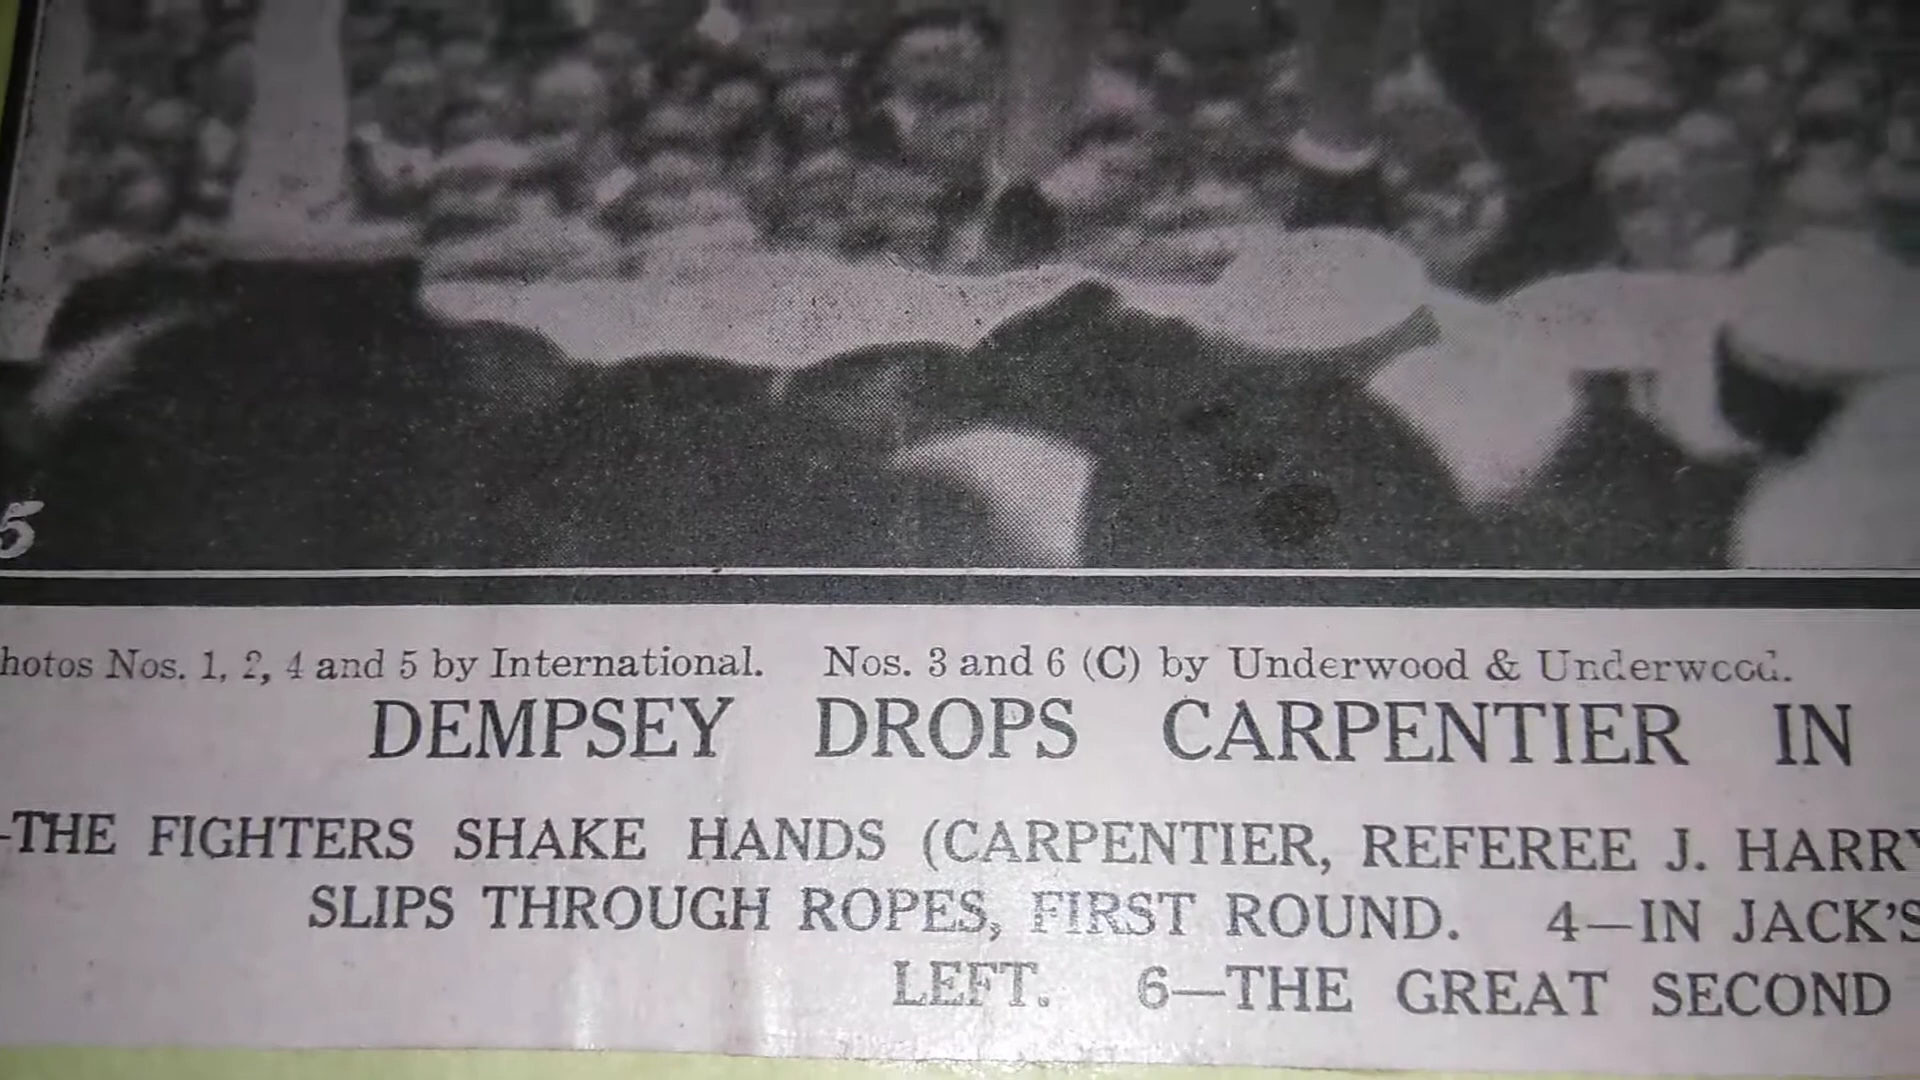 5
hotos Nos. 1, 2, 4 and 5 by International. Nos. 3 and 6 (C) by Underwood & Underwood.
DEMPSEY DROPS CARPENTIER IN
-THE FIGHTERS SHAKE HANDS (CARPENTIER, REFEREE J. HARRY
SLIPS THROUGH ROPES, FIRST ROUND. 4—IN JACK'S
LEFT. 6—THE GREAT SECOND